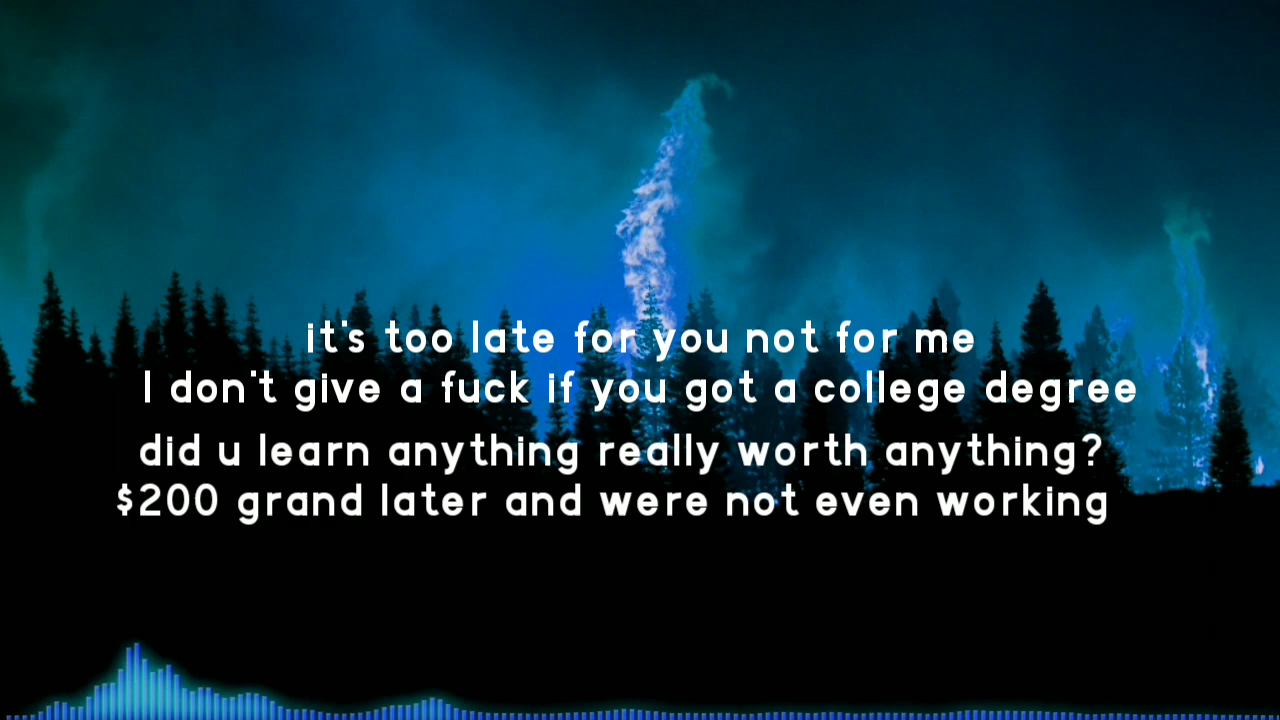 it's too late for you not for me
I don't give a fuck if you got a college degree
did u learn anything really worth anything?
$200 grand later and were not even working